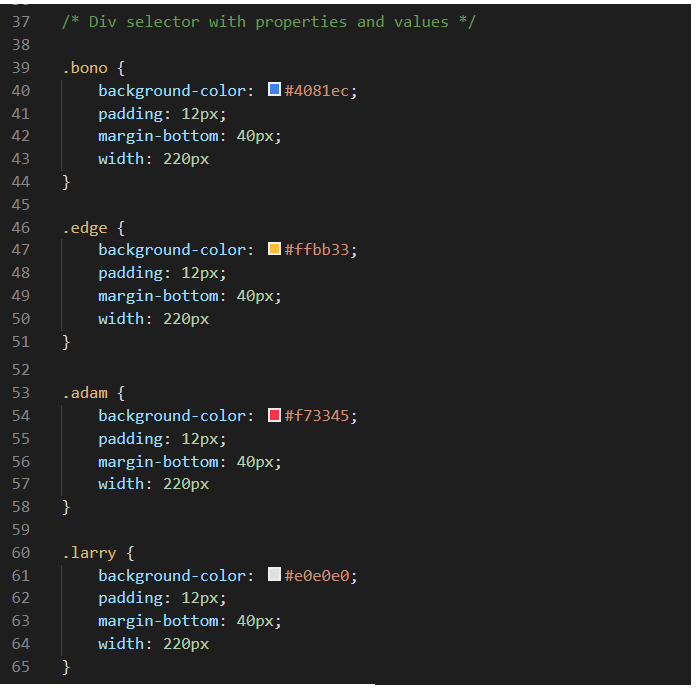 37 /* Div selector with properties and values */
38
39 .bono {
40 background-color: #4081ec;
41 padding: 12px;
42 margin-bottom: 40px;
43 width: 220px
44 }
45
46 .edge {
47 background-color: #ffbb33;
48 padding: 12px;
49 margin-bottom: 40px;
50 width: 220px
51 }
52
53 .adam {
54 background-color: #f73345;
55 padding: 12px;
56 margin-bottom: 40px;
57 width: 220px
58 }
59
60 .larry {
61 background-color: #e0e0e0;
62 padding: 12px;
63 margin-bottom: 40px;
64 width: 220px
65 }